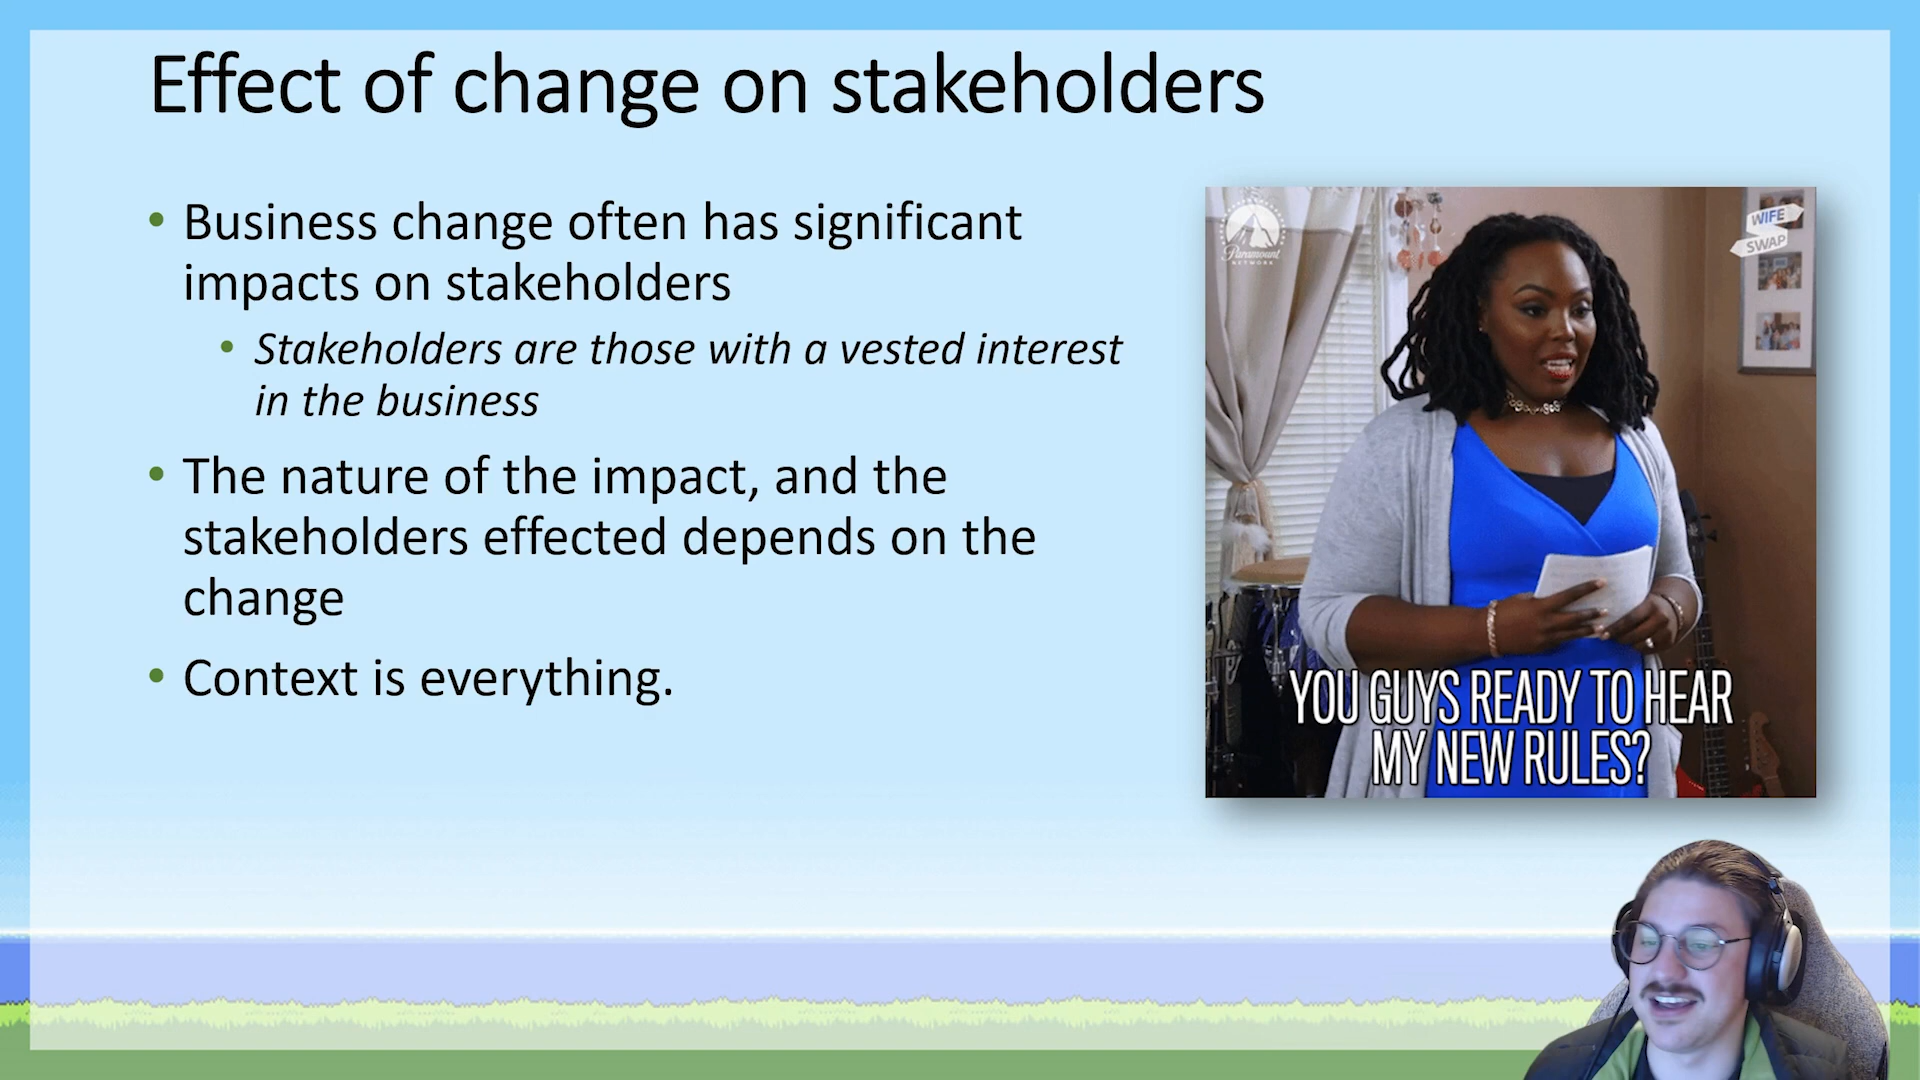 Effect of change on stakeholders
• Business change often has significant
impacts on stakeholders
• Stakeholders are those with a vested interest
in the business
• The nature of the impact, and the
stakeholders effected depends on the
change
• Context is everything.
Paramount
NETWORK
WIFE
SWAP
YOU GUYS READY TO HEAR
MY NEW RULES?